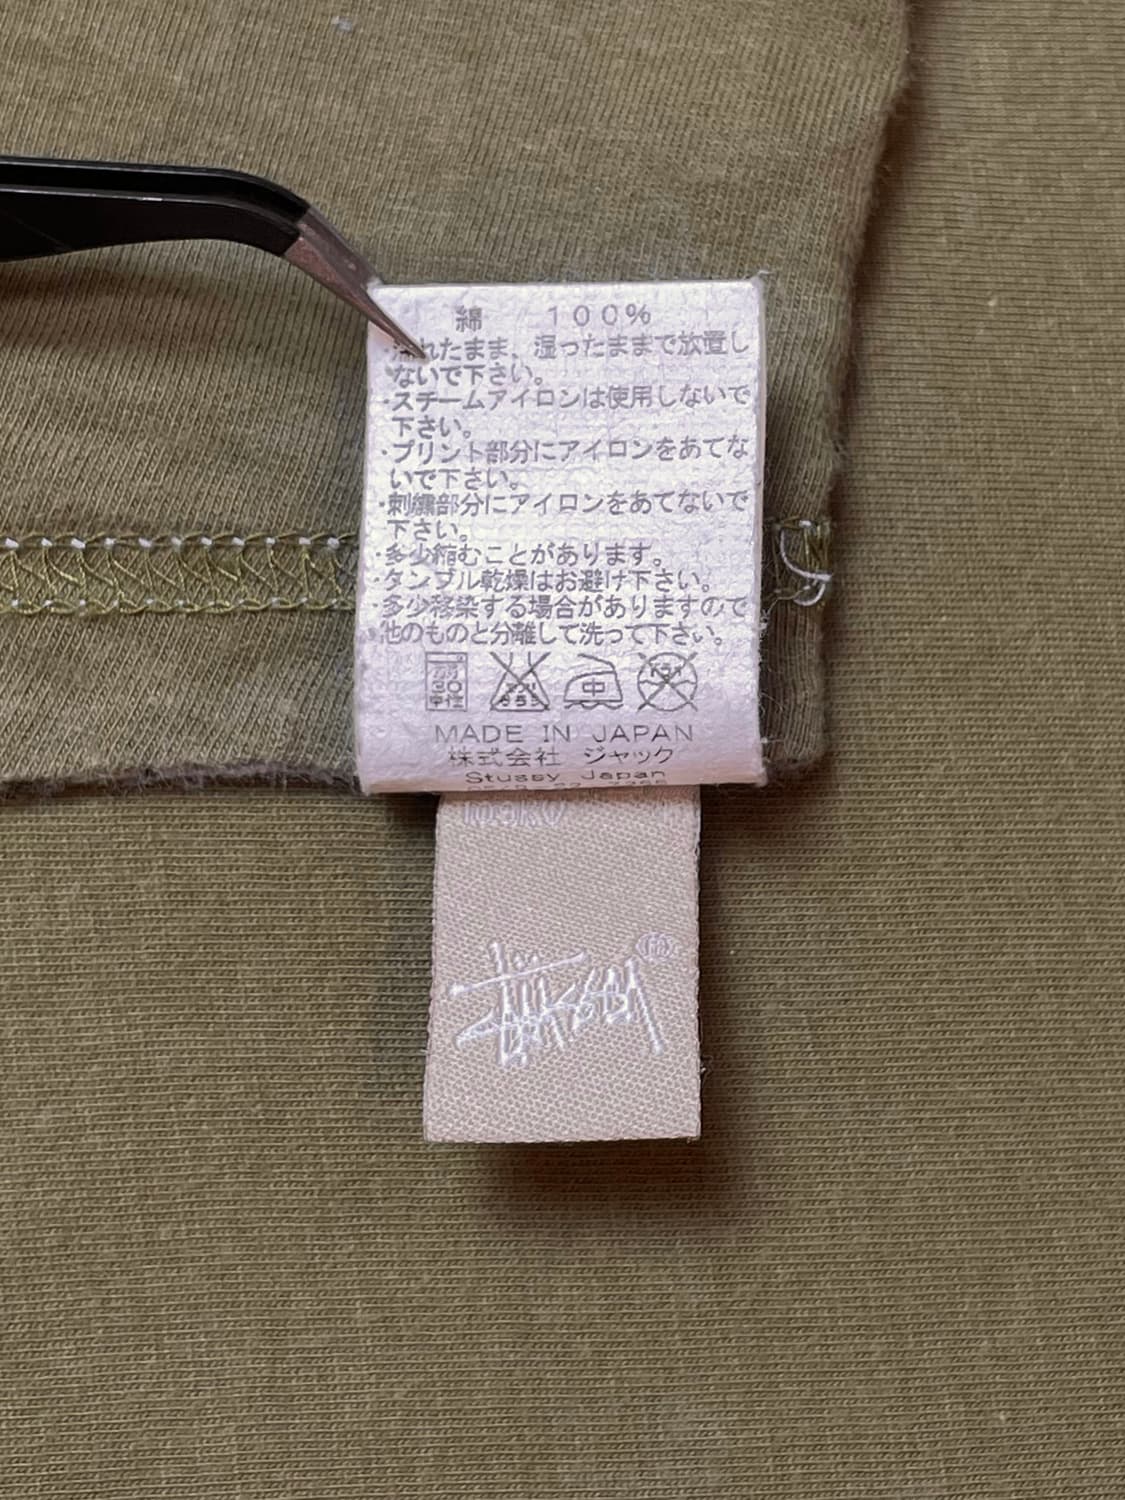 綿 100%
れたまま、湿ったままで放置し
ないで下さい。
・スチームアイロンは使用しないで
下さい。
・プリント部分にアイロンをあてな
いで下さい。
・刺繍部分にアイロンをあてないで
下さい。
・多少縮むことがあります。
・タンブル乾燥はお避け下さい。
・多少移染する場合がありますので
他のものと分離して洗って下さい。
30
中性
中
MADE IN JAPAN
株式会社 ジャック
Stussy Japan
Stüssy ®